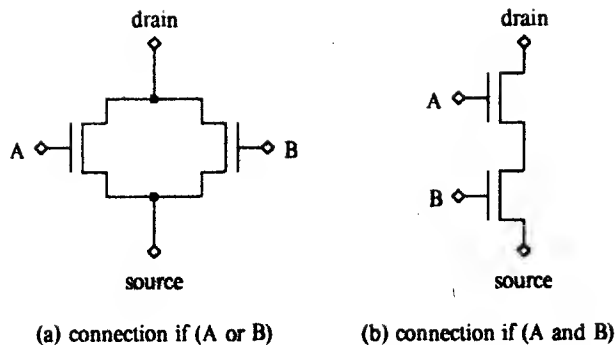 drain
A
B
source
(a) connection if (A or B)
drain
A
B
source
(b) connection if (A and B)